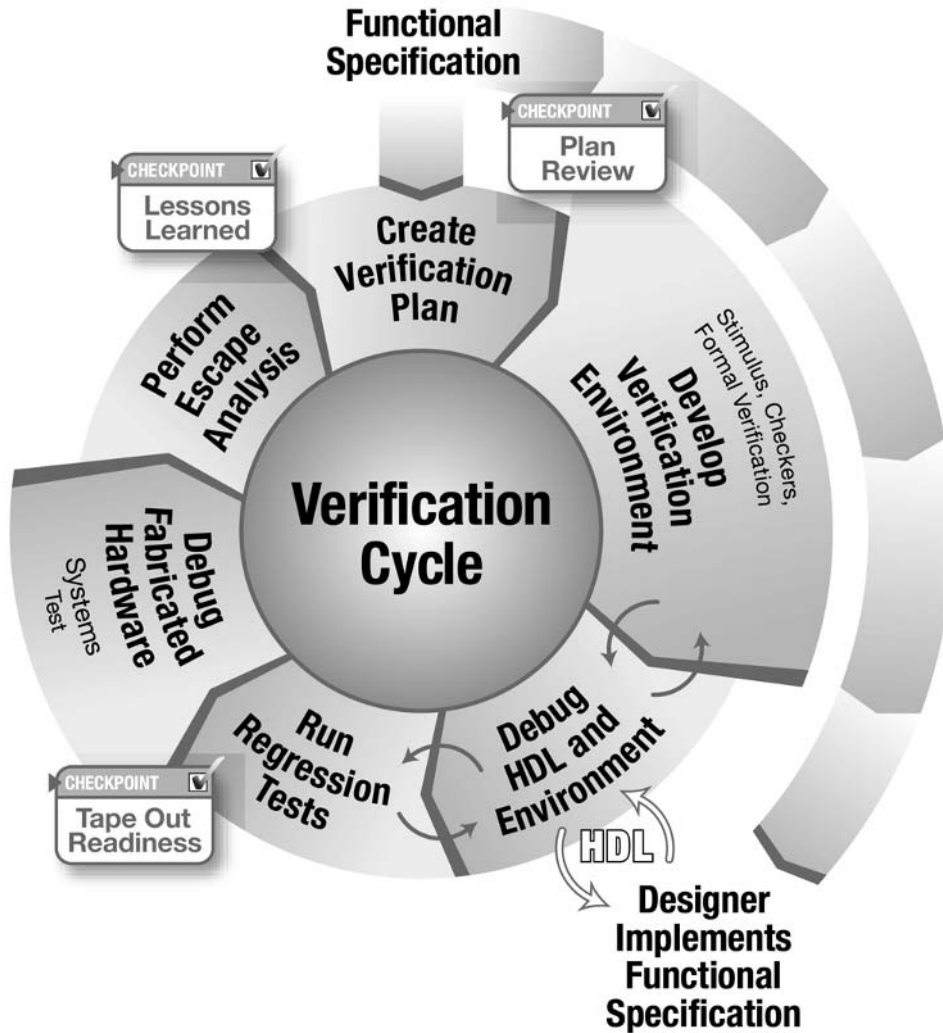 Functional
Specification
CHECKPOINT
Plan
Review
CHECKPOINT
Lessons
Learned
Create
Verification
Plan
Stimulus, Checkers,
Formal Verification
Develop
Verification
Environment
Perform
Escape
Analysis
Verification
Cycle
Debug
Fabricated
Hardware
Systems
Test
Run
Regression
Tests
Debug
HDL and
Environment
CHECKPOINT
Tape Out
Readiness
HDL
Designer
Implements
Functional
Specification